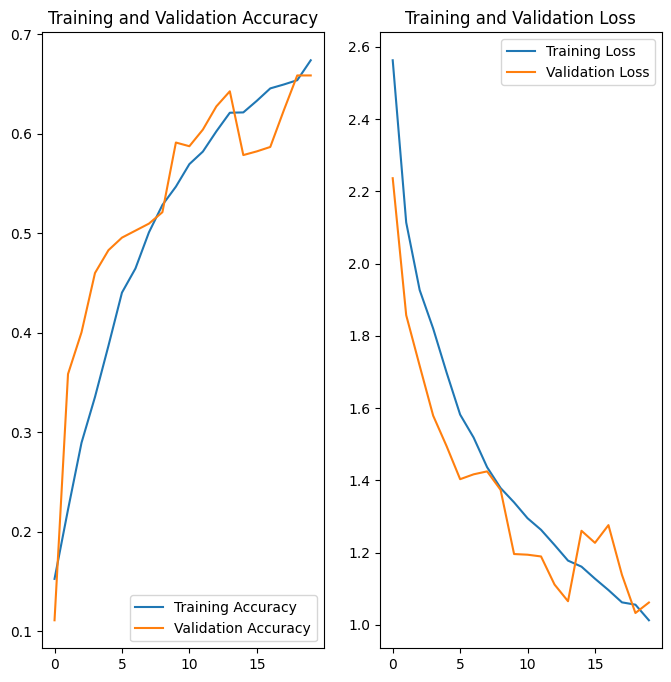 Training and Validation Accuracy
0.7
0.6
0.5
0.4
0.3
0.2
0.1
0 5 10 15
Training Accuracy
Validation Accuracy
Training and Validation Loss
2.6
2.4
2.2
2.0
1.8
1.6
1.4
1.2
1.0
0 5 10 15
Training Loss
Validation Loss